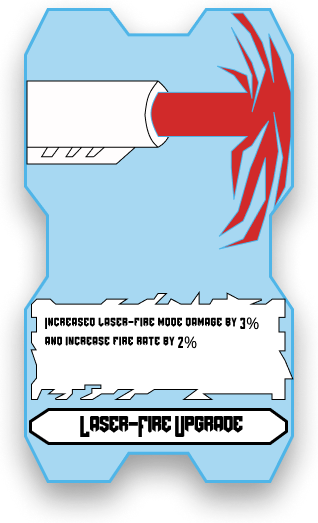 Increased laser-fire mode damage by 3%
and increase fire rate by 2%
Laser-Fire Upgrade